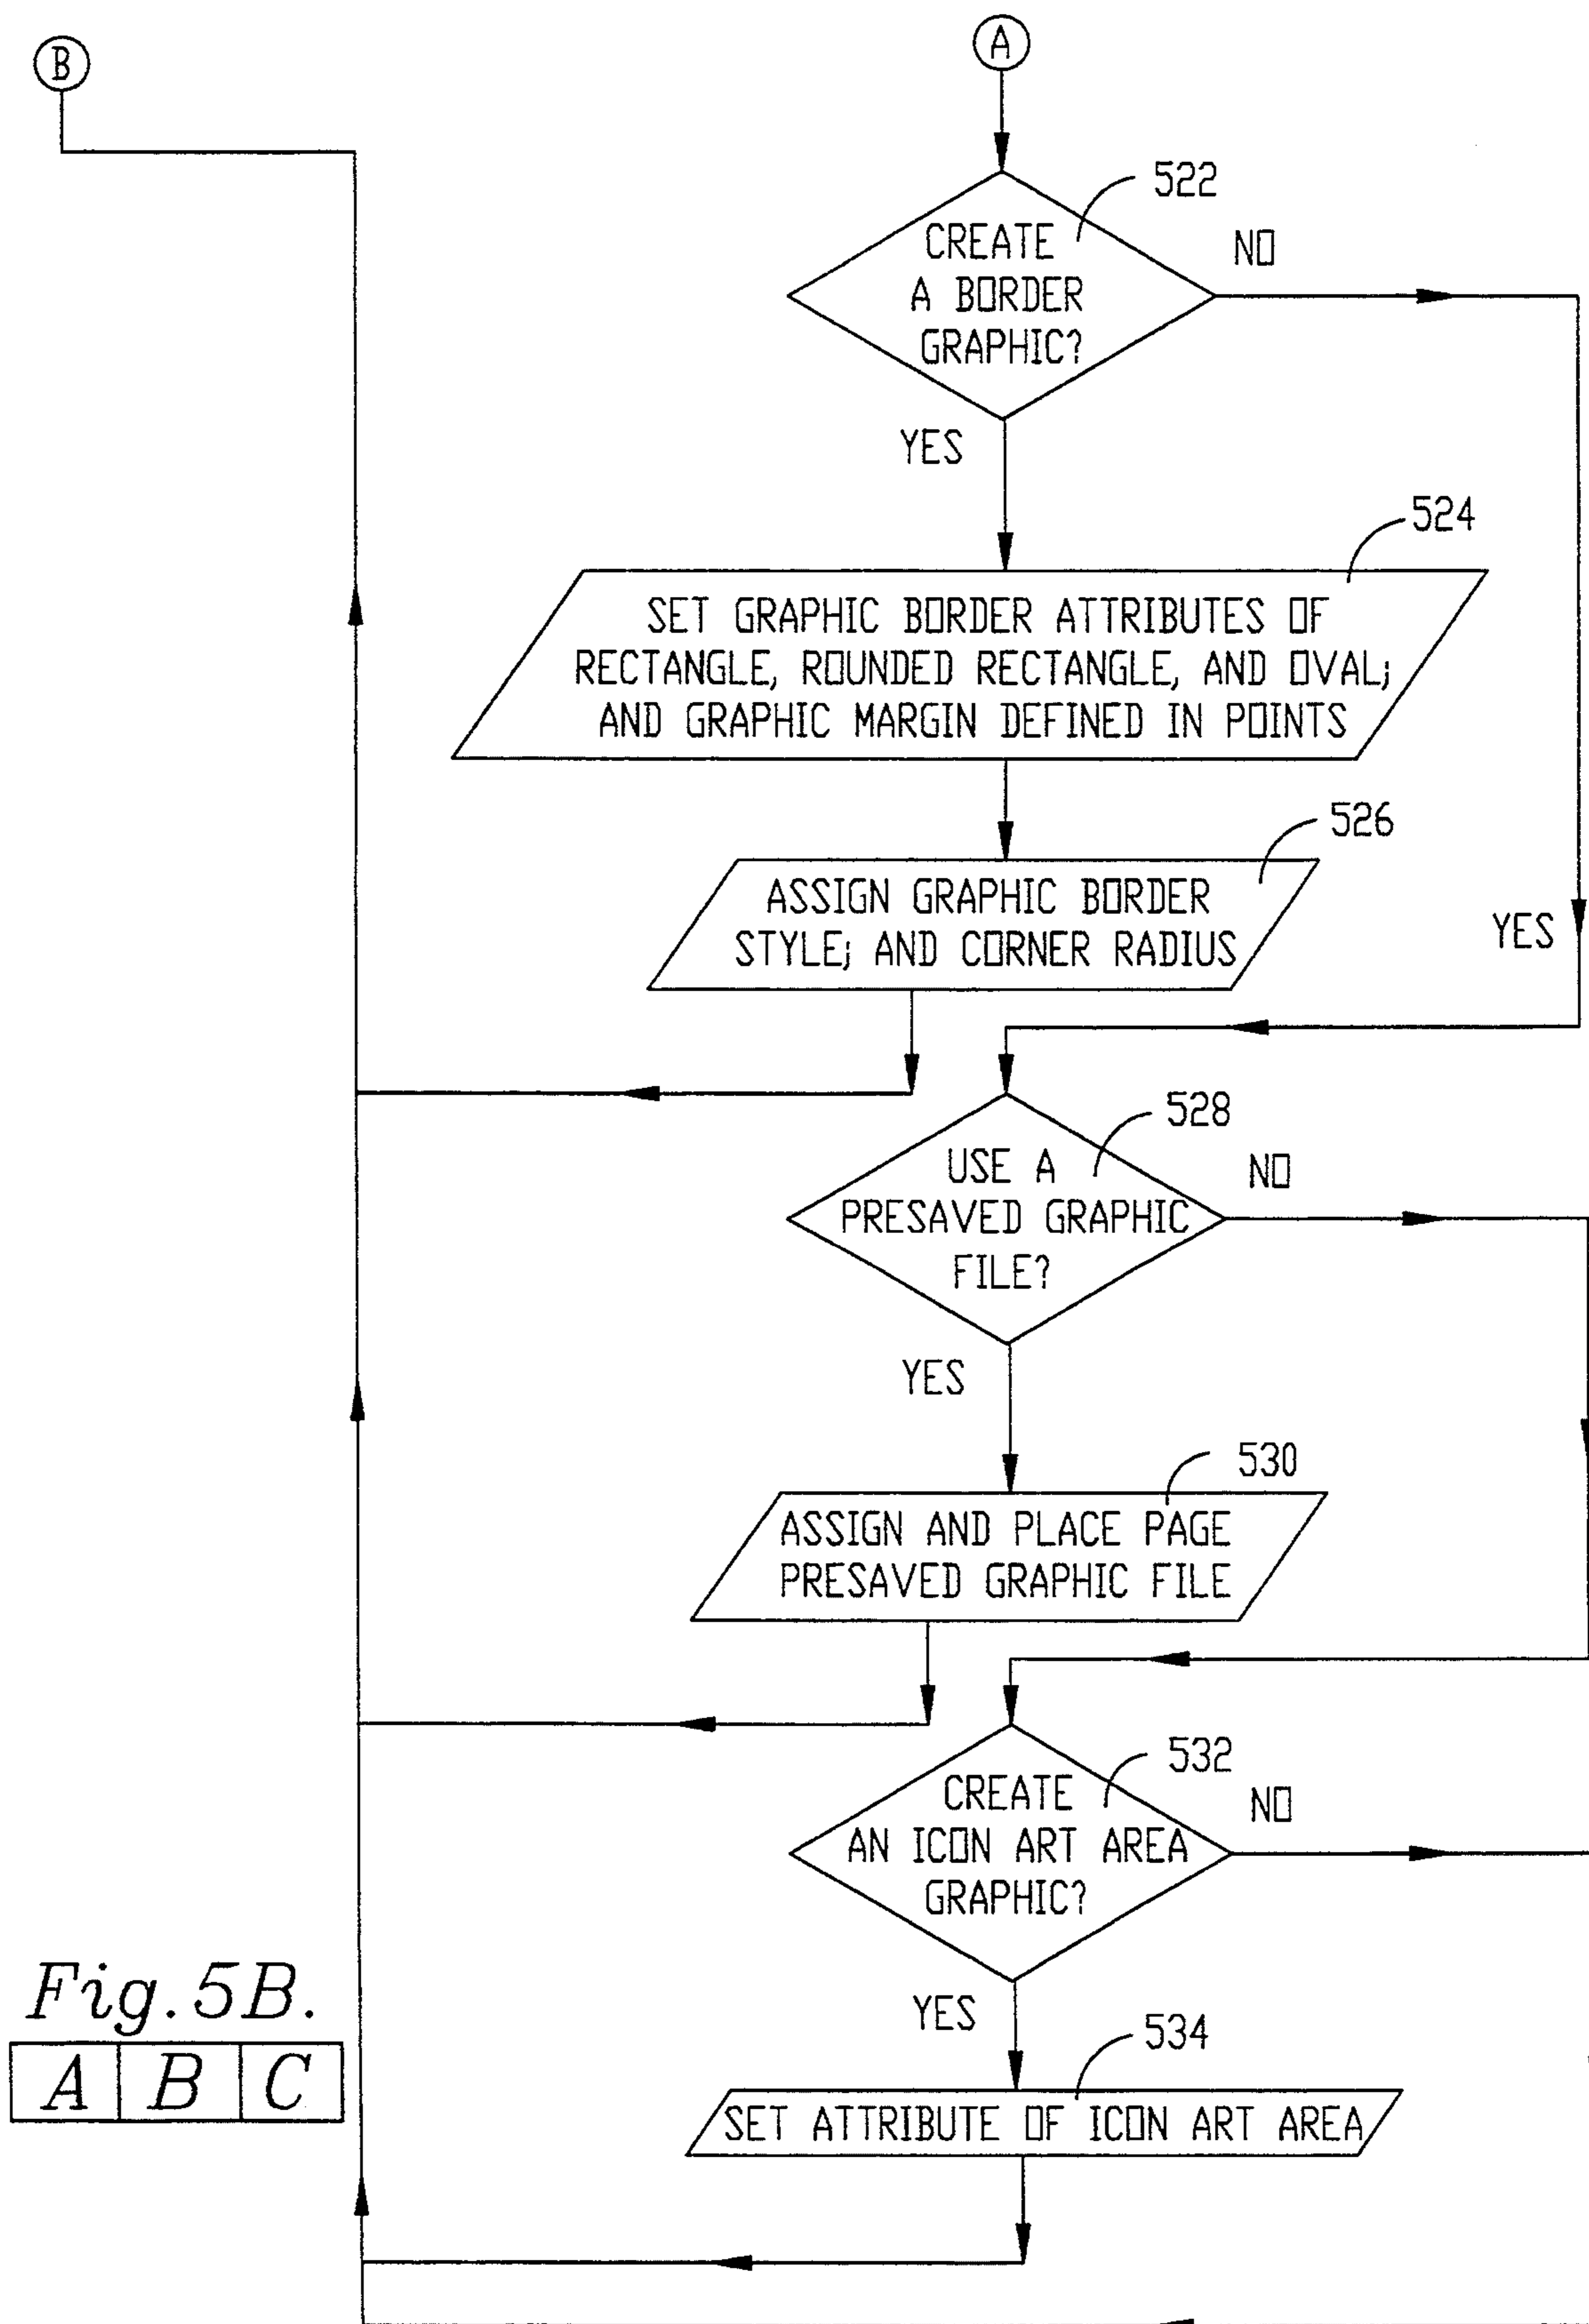 B
A
522
CREATE
A BORDER
GRAPHIC?
NO
YES
524
SET GRAPHIC BORDER ATTRIBUTES OF
RECTANGLE, ROUNDED RECTANGLE, AND OVAL;
AND GRAPHIC MARGIN DEFINED IN POINTS
526
ASSIGN GRAPHIC BORDER
STYLE; AND CORNER RADIUS
YES
528
USE A
PRESAVED GRAPHIC
FILE?
NO
YES
530
ASSIGN AND PLACE PAGE
PRESAVED GRAPHIC FILE
532
CREATE
AN ICON ART AREA
GRAPHIC?
NO
YES
534
SET ATTRIBUTE OF ICON ART AREA
Fig.5B.
A B C